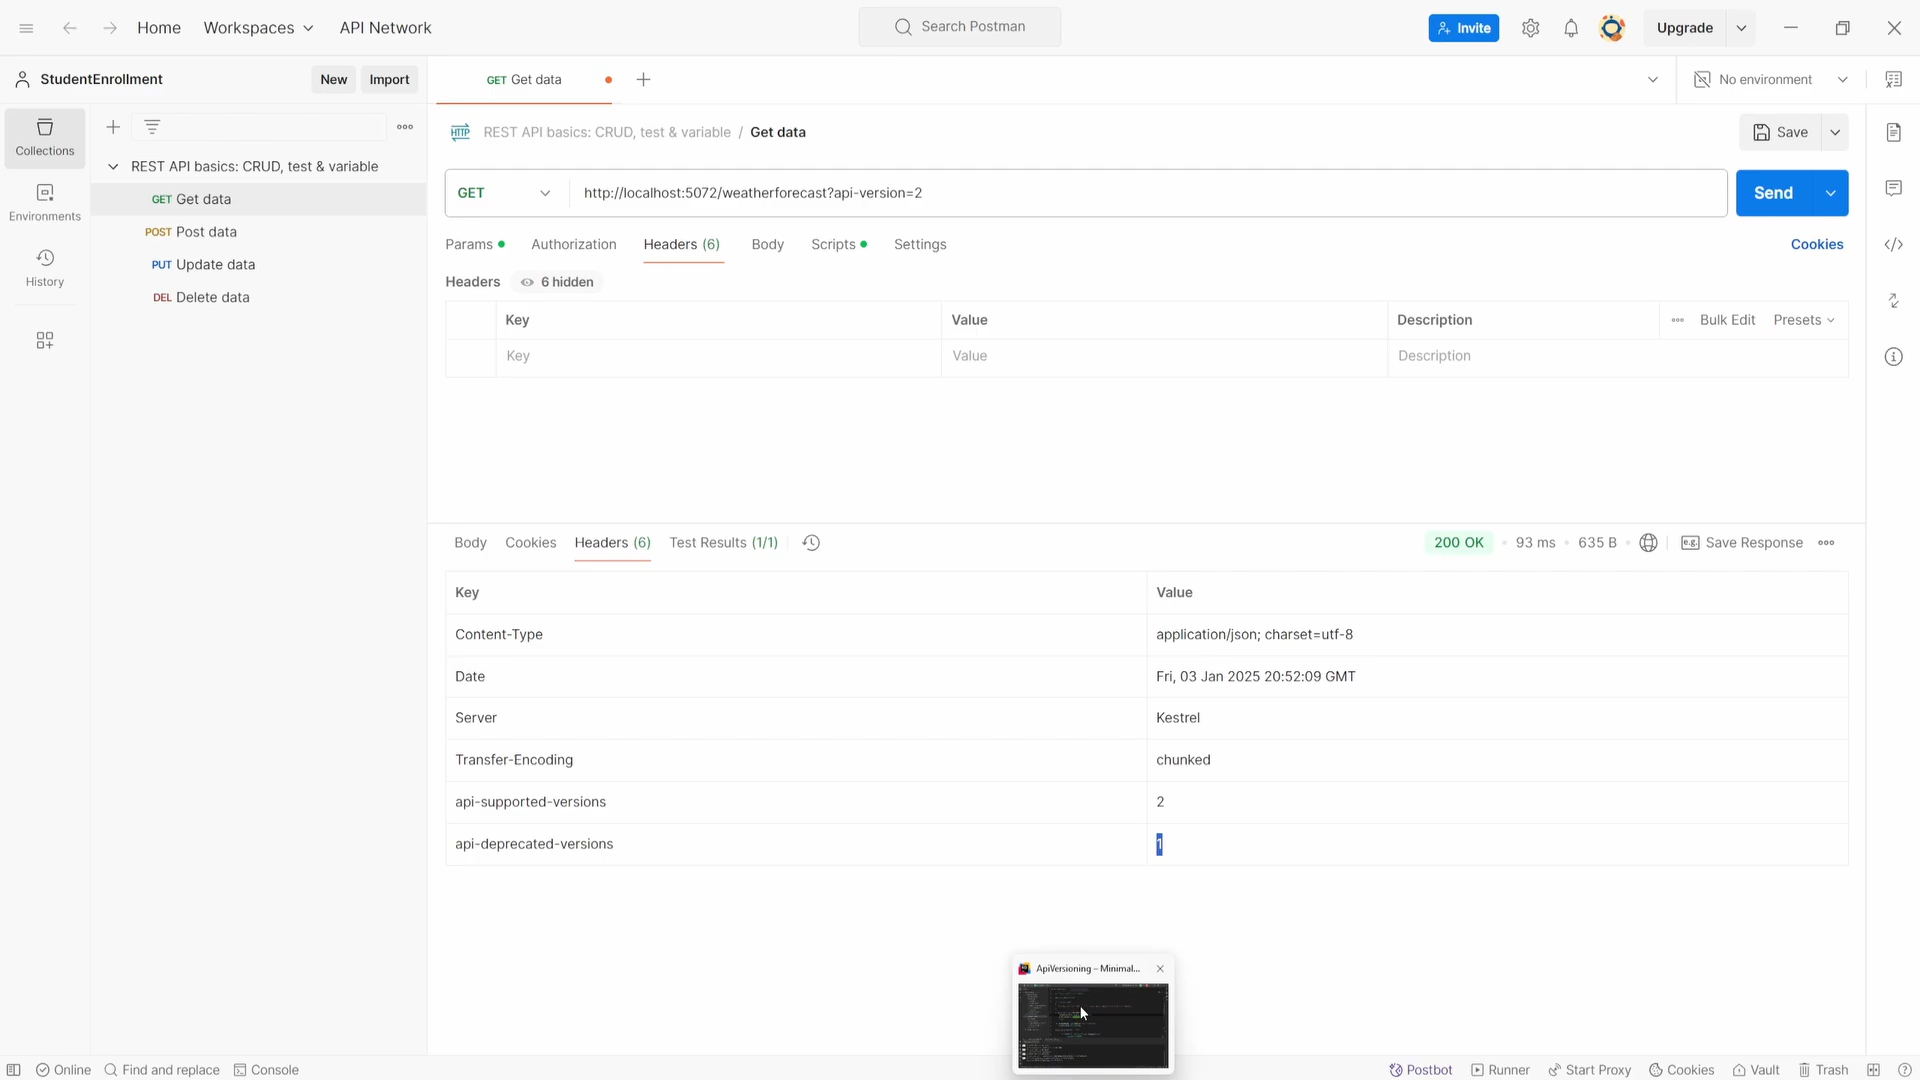 Home Workspaces API Network Search Postman Invite Upgrade
StudentEnrollment New Import GET Get data No environment
Collections
Environments
History
REST API basics: CRUD, test & variable
GET Get data
POST Post data
PUT Update data
DEL Delete data
HTTP REST API basics: CRUD, test & variable / Get data Save
GET http://localhost:5072/weatherforecast?api-version=2 Send
Params Authorization Headers (6) Body Scripts Settings Cookies
Headers 6 hidden
Key Value Description Bulk Edit Presets
Key Value Description
Body Cookies Headers (6) Test Results (1/1) 200 OK 93 ms 635 B e.g. Save Response
Key Value
Content-Type application/json; charset=utf-8
Date Fri, 03 Jan 2025 20:52:09 GMT
Server Kestrel
Transfer-Encoding chunked
api-supported-versions 2
api-deprecated-versions 1
ApiVersioning – Minimal...
Online Find and replace Console Postbot Runner Start Proxy Cookies Vault Trash